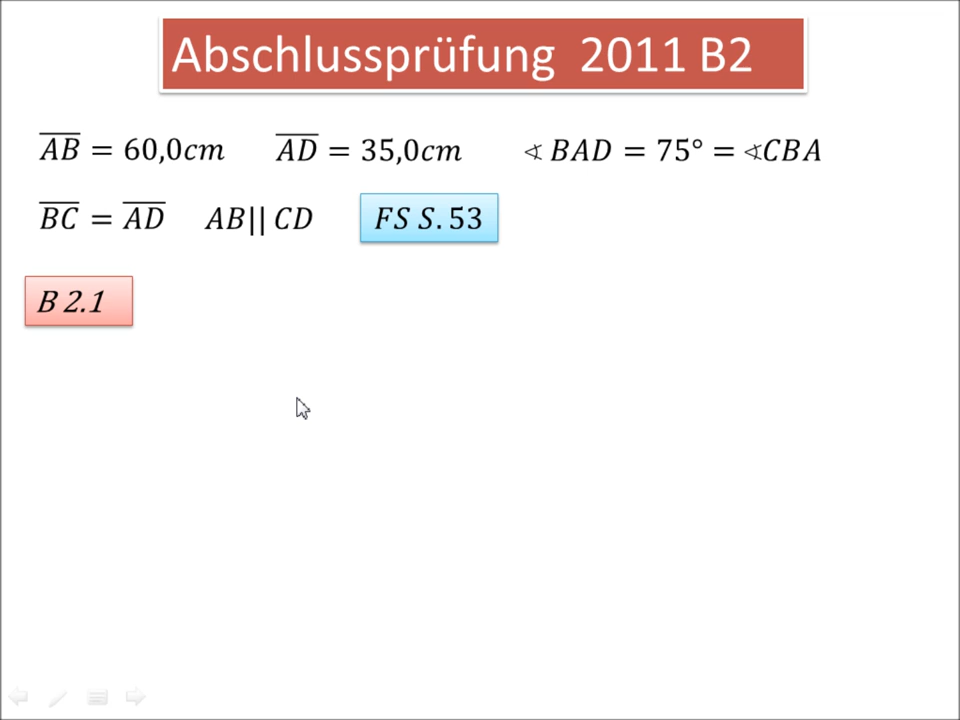 Abschlussprüfung 2011 B2
AB = 60,0cm AD = 35,0cm ∢ BAD = 75° = ∢CBA
BC = AD AB|| CD FS S. 53
B 2.1